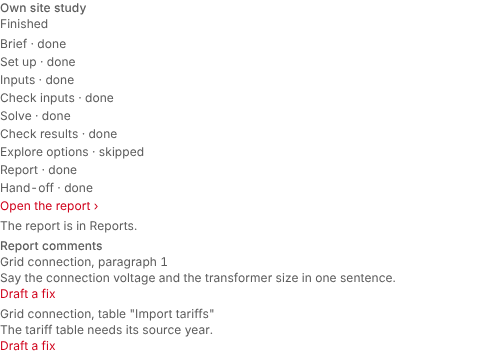 Own site study
Finished
Brief · done
Set up · done
Inputs · done
Check inputs · done
Solve · done
Check results · done
Explore options · skipped
Report · done
Hand-off · done
Open the report ›
The report is in Reports.
Report comments
Grid connection, paragraph 1
Say the connection voltage and the transformer size in one sentence.
Draft a fix
Grid connection, table "Import tariffs"
The tariff table needs its source year.
Draft a fix